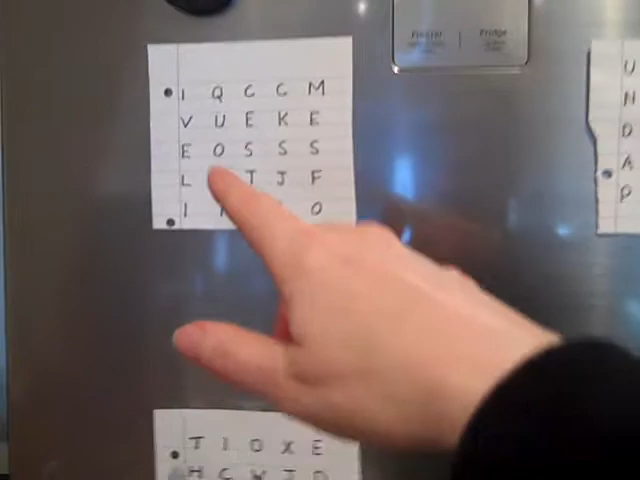 Freezer Fridge
I Q C C M
V U E K E
E O S S S
L T J F
I O
U
N
D
A
P
T I O X E
H C W I O